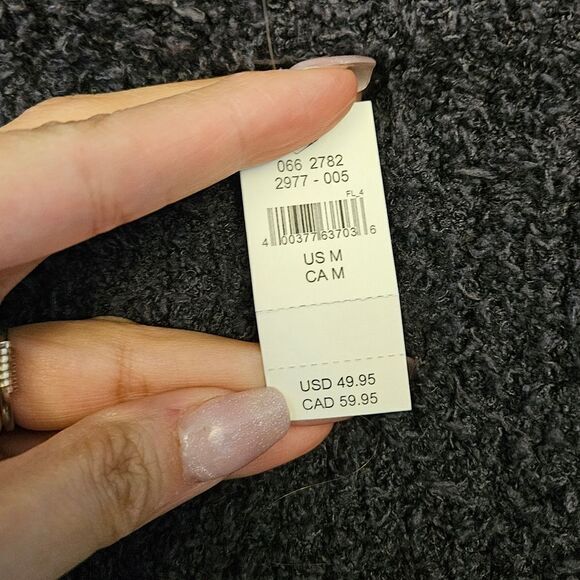 066 2782
2977 - 005
FL_4
4 00377 63703 6
US M
CA M
USD 49.95
CAD 59.95